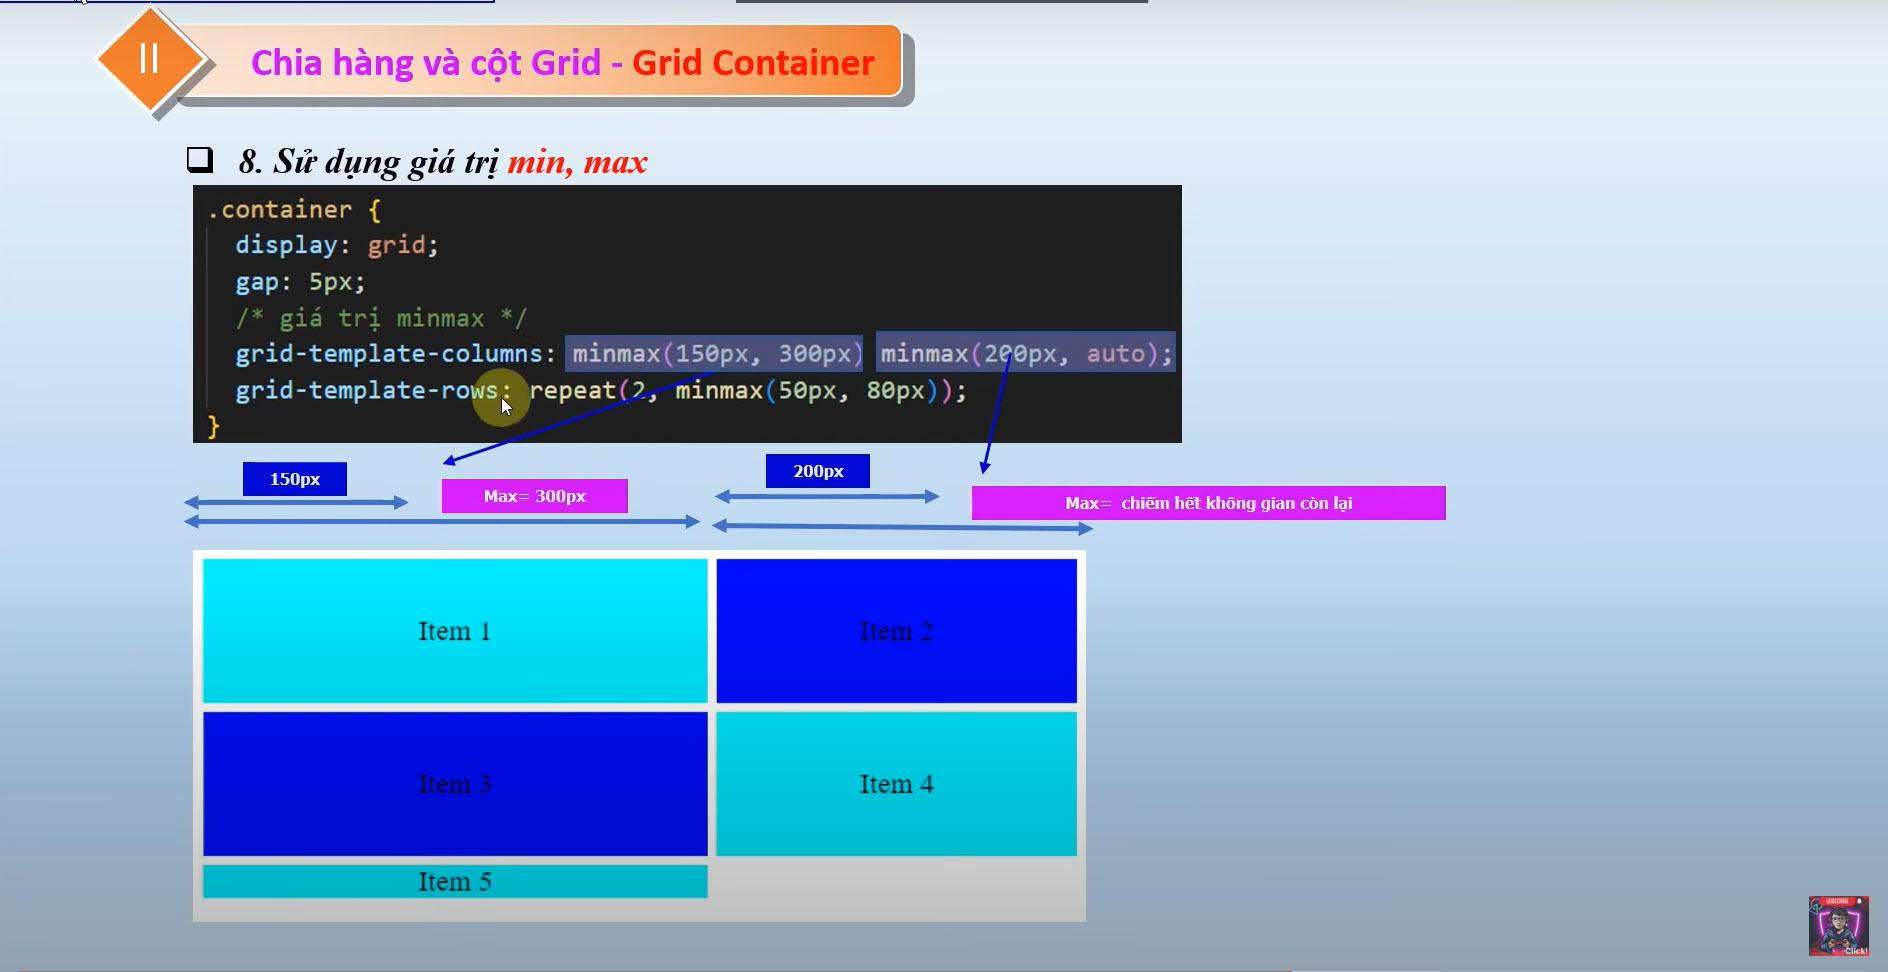 II
Chia hàng và cột Grid - Grid Container
8. Sử dụng giá trị min, max
.container {
display: grid;
gap: 5px;
/* giá trị minmax */
grid-template-columns: minmax(150px, 300px) minmax(200px, auto);
grid-template-rows: repeat(2, minmax(50px, 80px));
}
150px
Max= 300px
200px
Max= chiếm hết không gian còn lại
Item 1
Item 2
Item 3
Item 4
Item 5
SUBSCRIBE
Click!